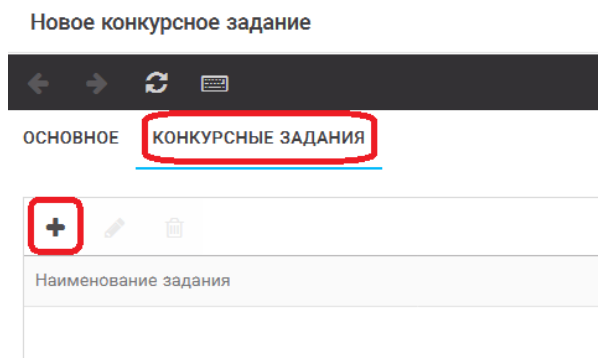 Новое конкурсное задание
ОСНОВНОЕ КОНКУРСНЫЕ ЗАДАНИЯ
Наименование задания